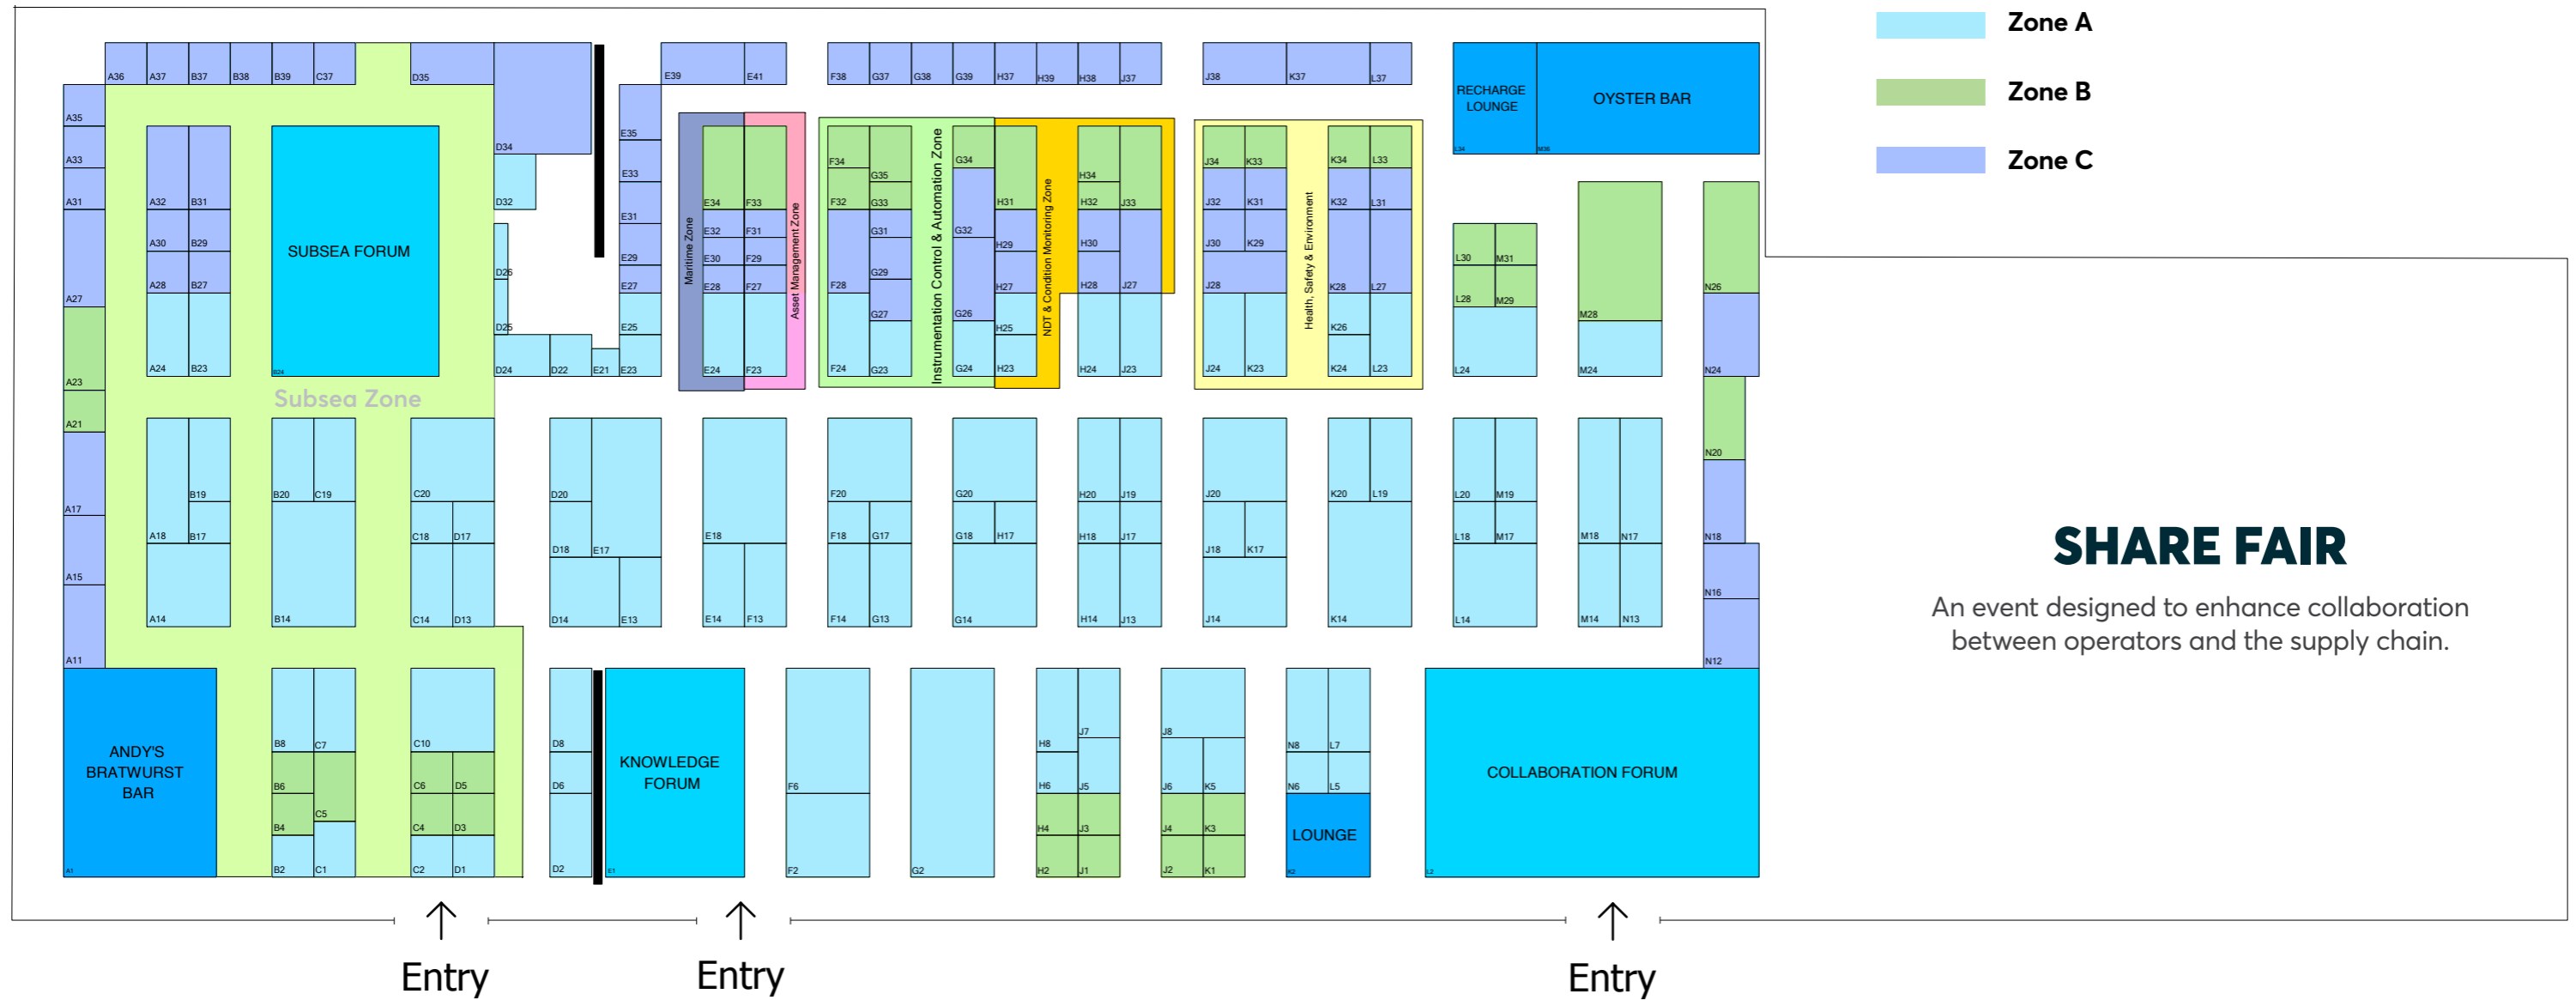 Zone A
Zone B
Zone C
A36 A37 B37 B38 B39 C37 D35 E39 E41 F38 G37 G38 G39 H37 H39 H38 J37 J38 K37 L37
RECHARGE
LOUNGE
L34
OYSTER BAR
M38
A35 D34 E35
A33 E33 F34 G35 G34 H34 J34 K33 K34 L33
A31 A32 B31 D32 E31 E34 F33 F32 G33 H31 H32 J33 J32 K31 K32 L31
SUBSEA FORUM
B24
Maritime Zone
Asset Management Zone
Instrumentation Control & Automation Zone
NDT & Condition Monitoring Zone
Health, Safety & Environment
A30 B29 E29 E32 F31 G31 G32 H29 H30 J30 K29
A28 B27 D26 E27 E30 F29 G29 E28 F27 F28 H27 H28 J27 J28 K28 L27
L30 M31
L28 M29
A27 D25 E25 G27 G26 H25 K26 M28 N26
A24 B23 D24 D22 E21 E23 E24 F23 F24 G23 G24 H23 H24 J23 J24 K23 K24 L23 L24 M24 N24
A23
Subsea Zone
A21
B19 B20 C19 C20 D20 F20 G20 H20 J19 J20 K20 L19 L20 M19 N20
A17 A18 B17 C18 D17 D18 E17 E18 F18 G17 G18 H17 H18 J17 J18 K17 L18 M17 M18 N17 N18
A15 N16
A14 B14 C14 D13 D14 E13 E14 F13 F14 G13 G14 H14 J13 J14 K14 L14 M14 N13
A11 N12
SHARE FAIR
An event designed to enhance collaboration
between operators and the supply chain.
ANDY'S
BRATWURST
BAR
A1
B8 C7 C10 D8 H8 J7 J8 N8 L7
B6 C6 D5 D6 F6 H6 J5 J6 K5 N6 L5
B4 C5 C4 D3 H4 J3 J4 K3
B2 C1 C2 D1 D2 F2 G2 H2 J1 J2 K1
KNOWLEDGE
FORUM
E1
LOUNGE
K2
COLLABORATION FORUM
L2
Entry
Entry
Entry